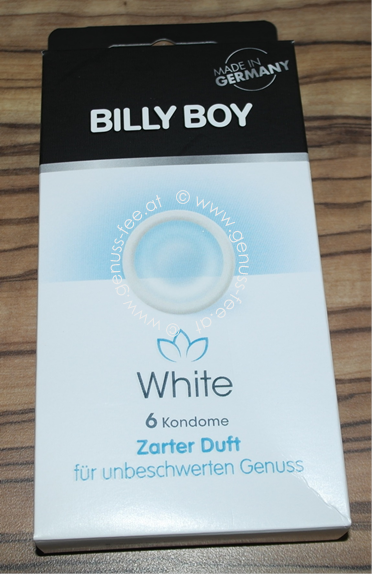 MADE IN
GERMANY
BILLY BOY
© www.genuss-fee.at © www.genuss-fee.at
White
6 Kondome
Zarter Duft
für unbeschwerten Genuss